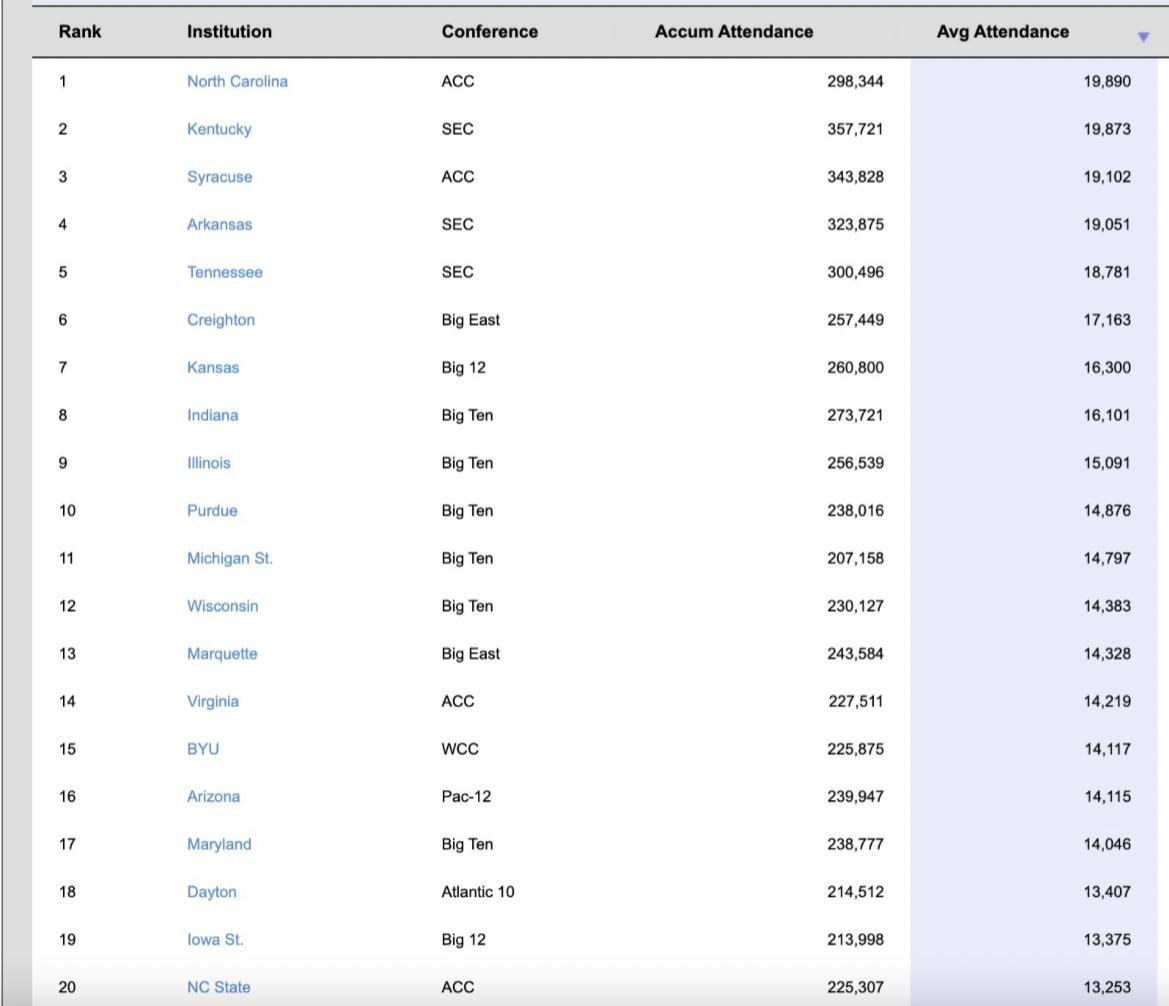 Rank Institution Conference Accum Attendance Avg Attendance
1 North Carolina ACC 298,344 19,890
2 Kentucky SEC 357,721 19,873
3 Syracuse ACC 343,828 19,102
4 Arkansas SEC 323,875 19,051
5 Tennessee SEC 300,496 18,781
6 Creighton Big East 257,449 17,163
7 Kansas Big 12 260,800 16,300
8 Indiana Big Ten 273,721 16,101
9 Illinois Big Ten 256,539 15,091
10 Purdue Big Ten 238,016 14,876
11 Michigan St. Big Ten 207,158 14,797
12 Wisconsin Big Ten 230,127 14,383
13 Marquette Big East 243,584 14,328
14 Virginia ACC 227,511 14,219
15 BYU WCC 225,875 14,117
16 Arizona Pac-12 239,947 14,115
17 Maryland Big Ten 238,777 14,046
18 Dayton Atlantic 10 214,512 13,407
19 Iowa St. Big 12 213,998 13,375
20 NC State ACC 225,307 13,253